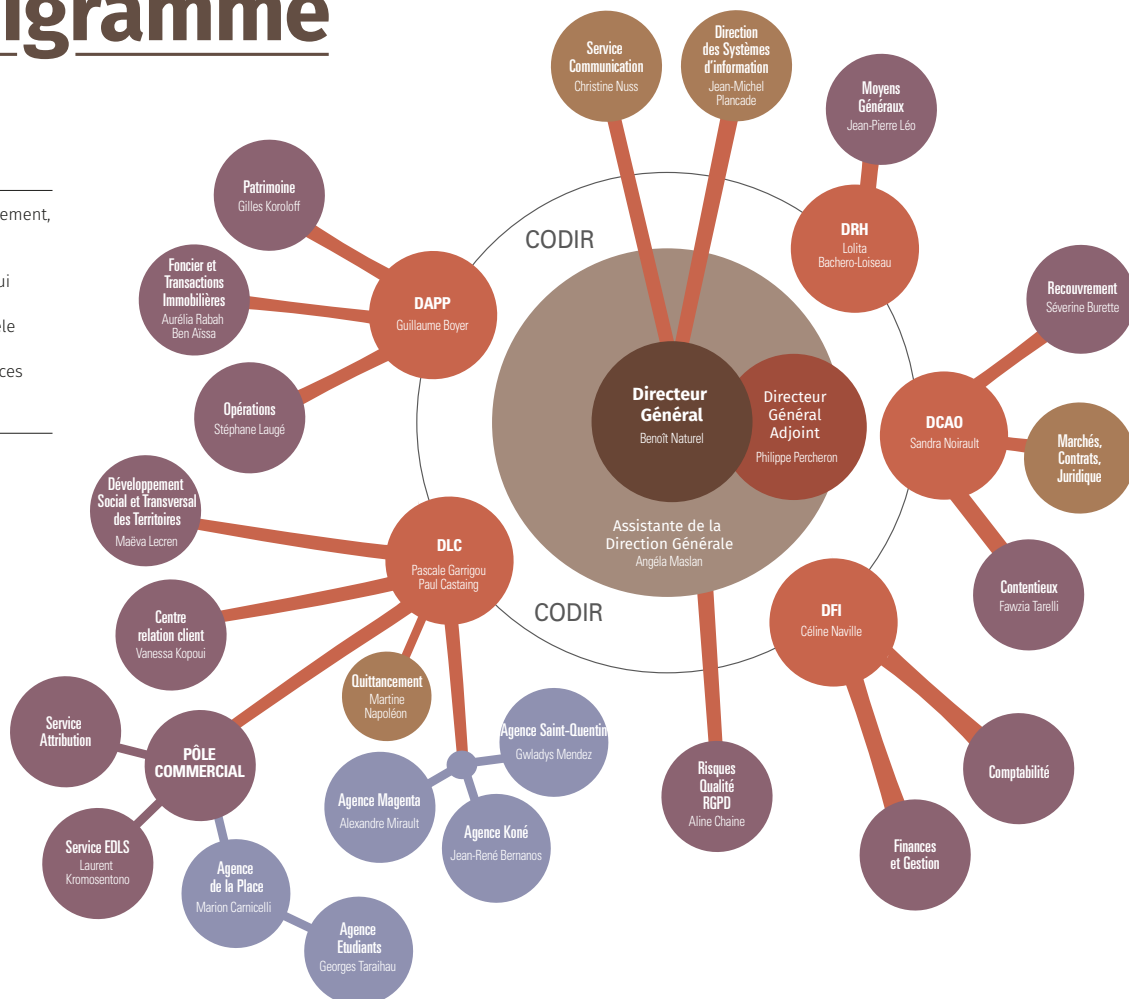 igramme
ement,
ui
èle
ces
Service
Communication
Christine Nuss
Direction
des Systèmes
d'information
Jean-Michel
Plancade
Moyens
Généraux
Jean-Pierre Léo
DRH
Lolita
Bachero-Loiseau
Patrimoine
Gilles Koroloff
Foncier et
Transactions
Immobilières
Aurélia Rabah
Ben Aïssa
Opérations
Stéphane Laugé
DAPP
Guillaume Boyer
CODIR
Directeur
Général
Benoît Naturel
Directeur
Général
Adjoint
Philippe Percheron
Assistante de la
Direction Générale
Angéla Maslan
CODIR
Recouvrement
Séverine Burette
DCAO
Sandra Noirault
Marchés,
Contrats,
Juridique
Contentieux
Fawzia Tarelli
DFI
Céline Naville
Comptabilité
Finances
et Gestion
Risques
Qualité
RGPD
Aline Chaine
Développement
Social et Transversal
des Territoires
Maëva Lecren
DLC
Pascale Garrigou
Paul Castaing
Centre
relation client
Vanessa Kopoui
Quittancement
Martine
Napoléon
Service
Attribution
PÔLE
COMMERCIAL
Service EDLS
Laurent
Kromosentono
Agence
de la Place
Marion Carnicelli
Agence
Etudiants
Georges Taraihau
Agence Saint-Quentin
Gwladys Mendez
Agence Magenta
Alexandre Mirault
Agence Koné
Jean-René Bernanos